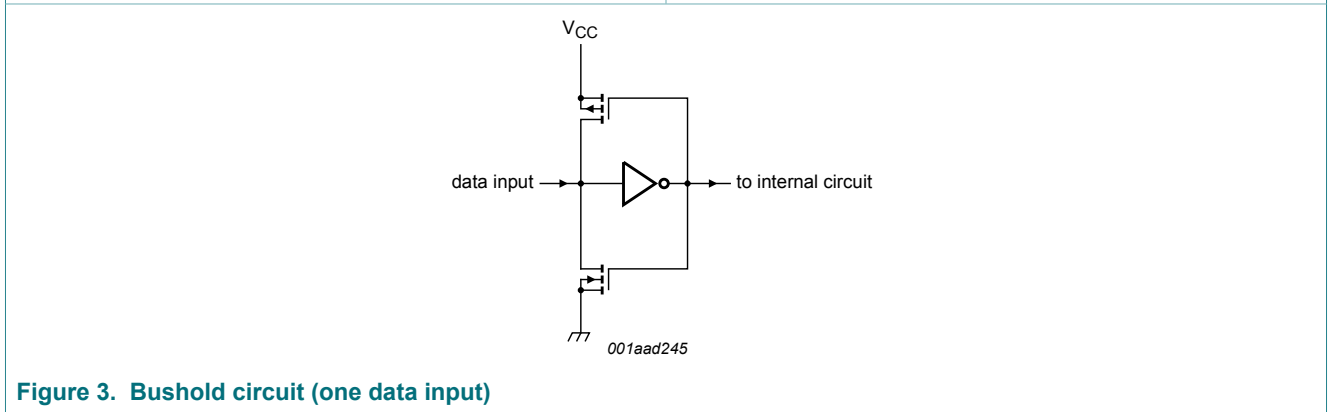 VCC
data input
to internal circuit
001aad245
Figure 3. Bushold circuit (one data input)